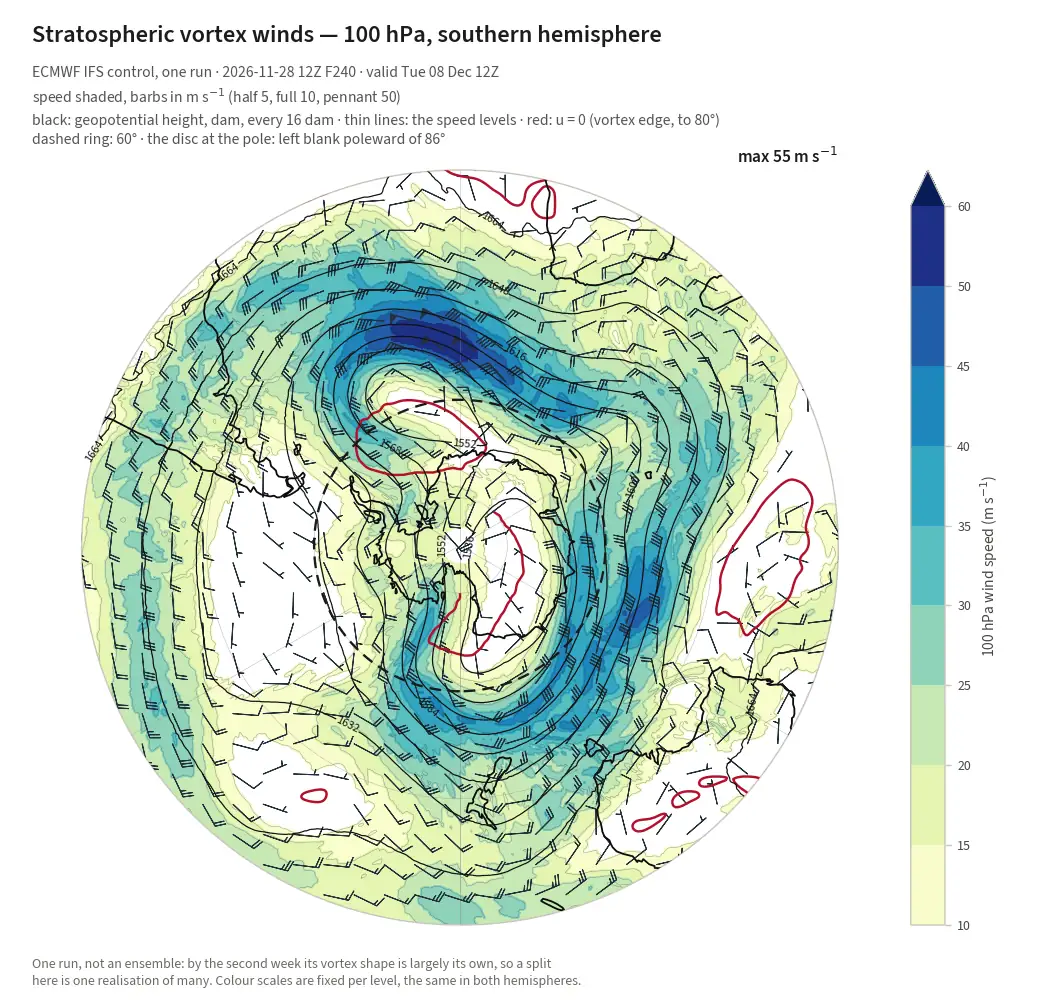 Stratospheric vortex winds — 100 hPa, southern hemisphere
ECMWF IFS control, one run · 2026-11-28 12Z F240 · valid Tue 08 Dec 12Z
speed shaded, barbs in m s⁻¹ (half 5, full 10, pennant 50)
black: geopotential height, dam, every 16 dam · thin lines: the speed levels · red: u = 0 (vortex edge, to 80°)
dashed ring: 60° · the disc at the pole: left blank poleward of 86°
max 55 m s⁻¹
1664
1664
1648
1616
1664
1568
1552
1600
1552
1536
1584
1632
1664
60
50
45
40
35
30
25
20
15
10
100 hPa wind speed (m s⁻¹)
One run, not an ensemble: by the second week its vortex shape is largely its own, so a split
here is one realisation of many. Colour scales are fixed per level, the same in both hemispheres.